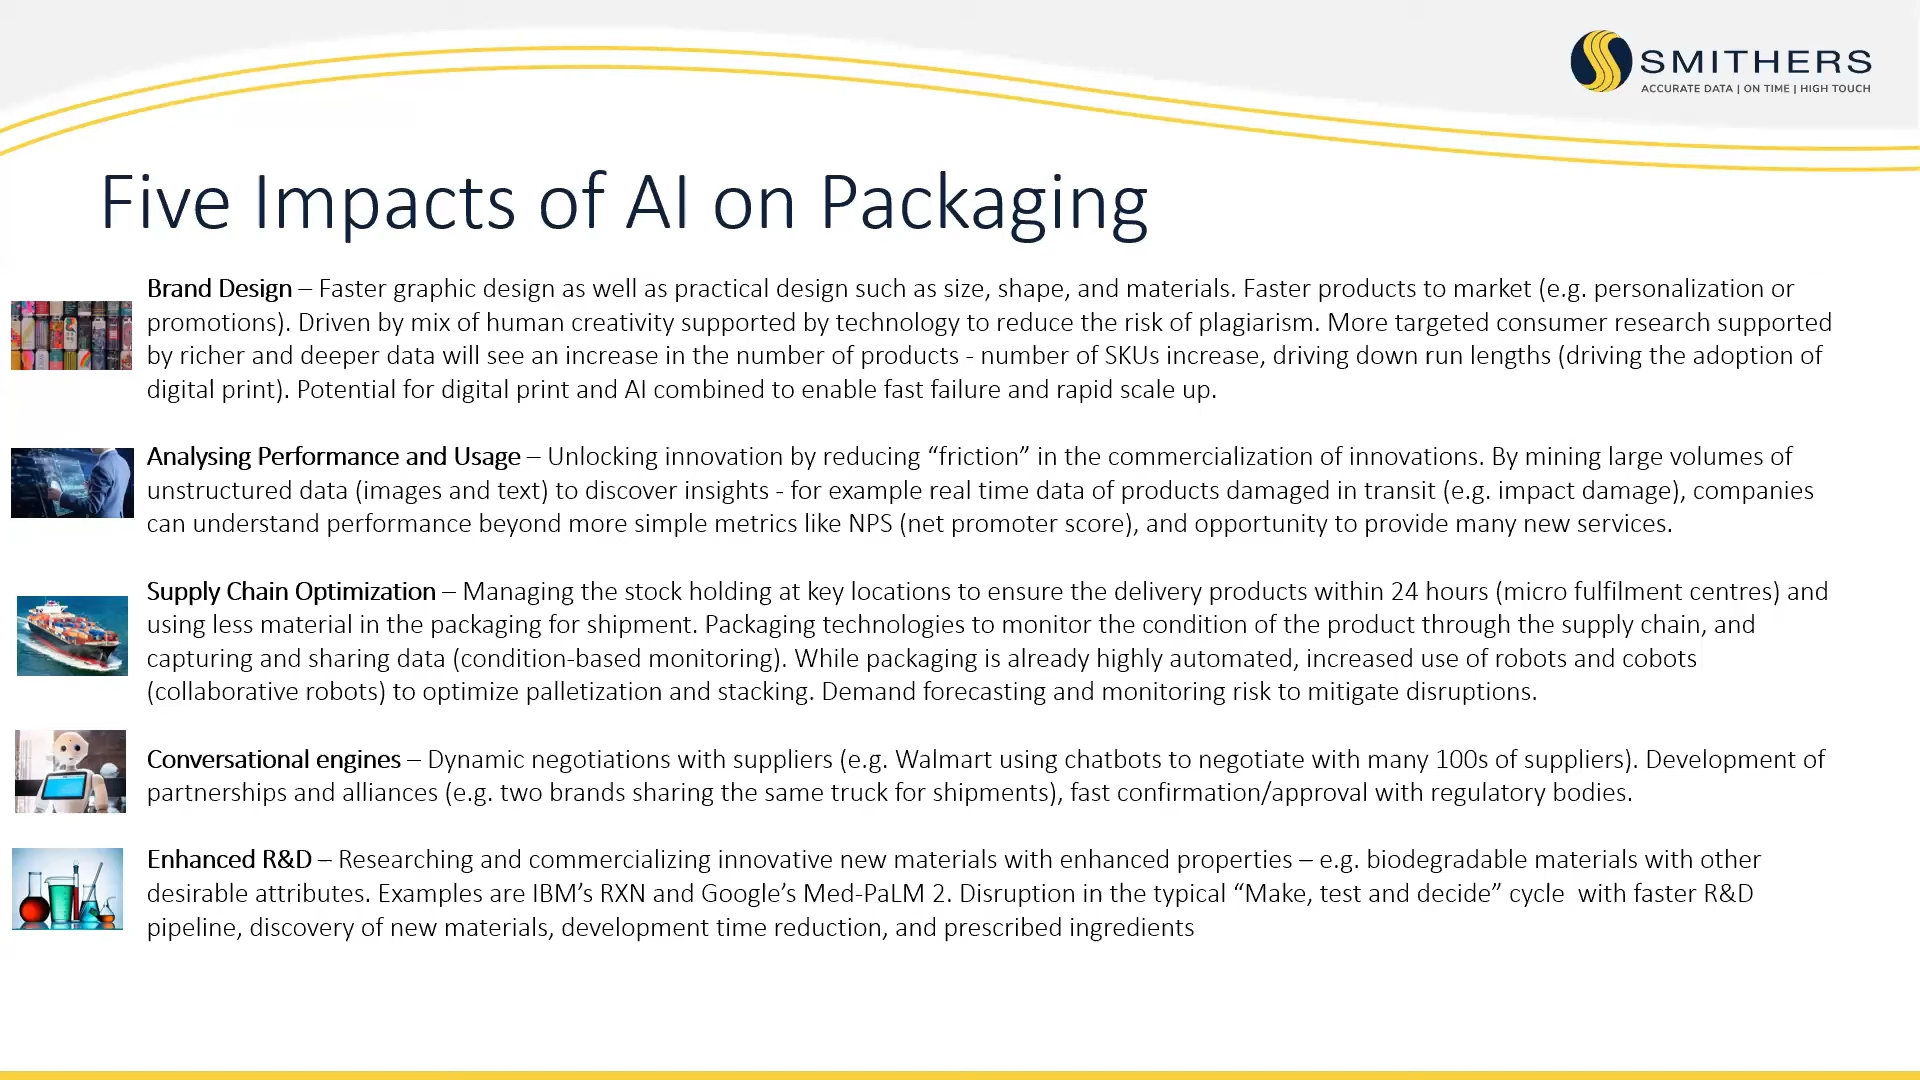 SMITHERS
ACCURATE DATA | ON TIME | HIGH TOUCH
Five Impacts of AI on Packaging
Brand Design – Faster graphic design as well as practical design such as size, shape, and materials. Faster products to market (e.g. personalization or
promotions). Driven by mix of human creativity supported by technology to reduce the risk of plagiarism. More targeted consumer research supported
by richer and deeper data will see an increase in the number of products - number of SKUs increase, driving down run lengths (driving the adoption of
digital print). Potential for digital print and AI combined to enable fast failure and rapid scale up.
Analysing Performance and Usage – Unlocking innovation by reducing “friction” in the commercialization of innovations. By mining large volumes of
unstructured data (images and text) to discover insights - for example real time data of products damaged in transit (e.g. impact damage), companies
can understand performance beyond more simple metrics like NPS (net promoter score), and opportunity to provide many new services.
Supply Chain Optimization – Managing the stock holding at key locations to ensure the delivery products within 24 hours (micro fulfilment centres) and
using less material in the packaging for shipment. Packaging technologies to monitor the condition of the product through the supply chain, and
capturing and sharing data (condition-based monitoring). While packaging is already highly automated, increased use of robots and cobots
(collaborative robots) to optimize palletization and stacking. Demand forecasting and monitoring risk to mitigate disruptions.
Conversational engines – Dynamic negotiations with suppliers (e.g. Walmart using chatbots to negotiate with many 100s of suppliers). Development of
partnerships and alliances (e.g. two brands sharing the same truck for shipments), fast confirmation/approval with regulatory bodies.
Enhanced R&D – Researching and commercializing innovative new materials with enhanced properties – e.g. biodegradable materials with other
desirable attributes. Examples are IBM’s RXN and Google’s Med-PaLM 2. Disruption in the typical “Make, test and decide” cycle  with faster R&D
pipeline, discovery of new materials, development time reduction, and prescribed ingredients